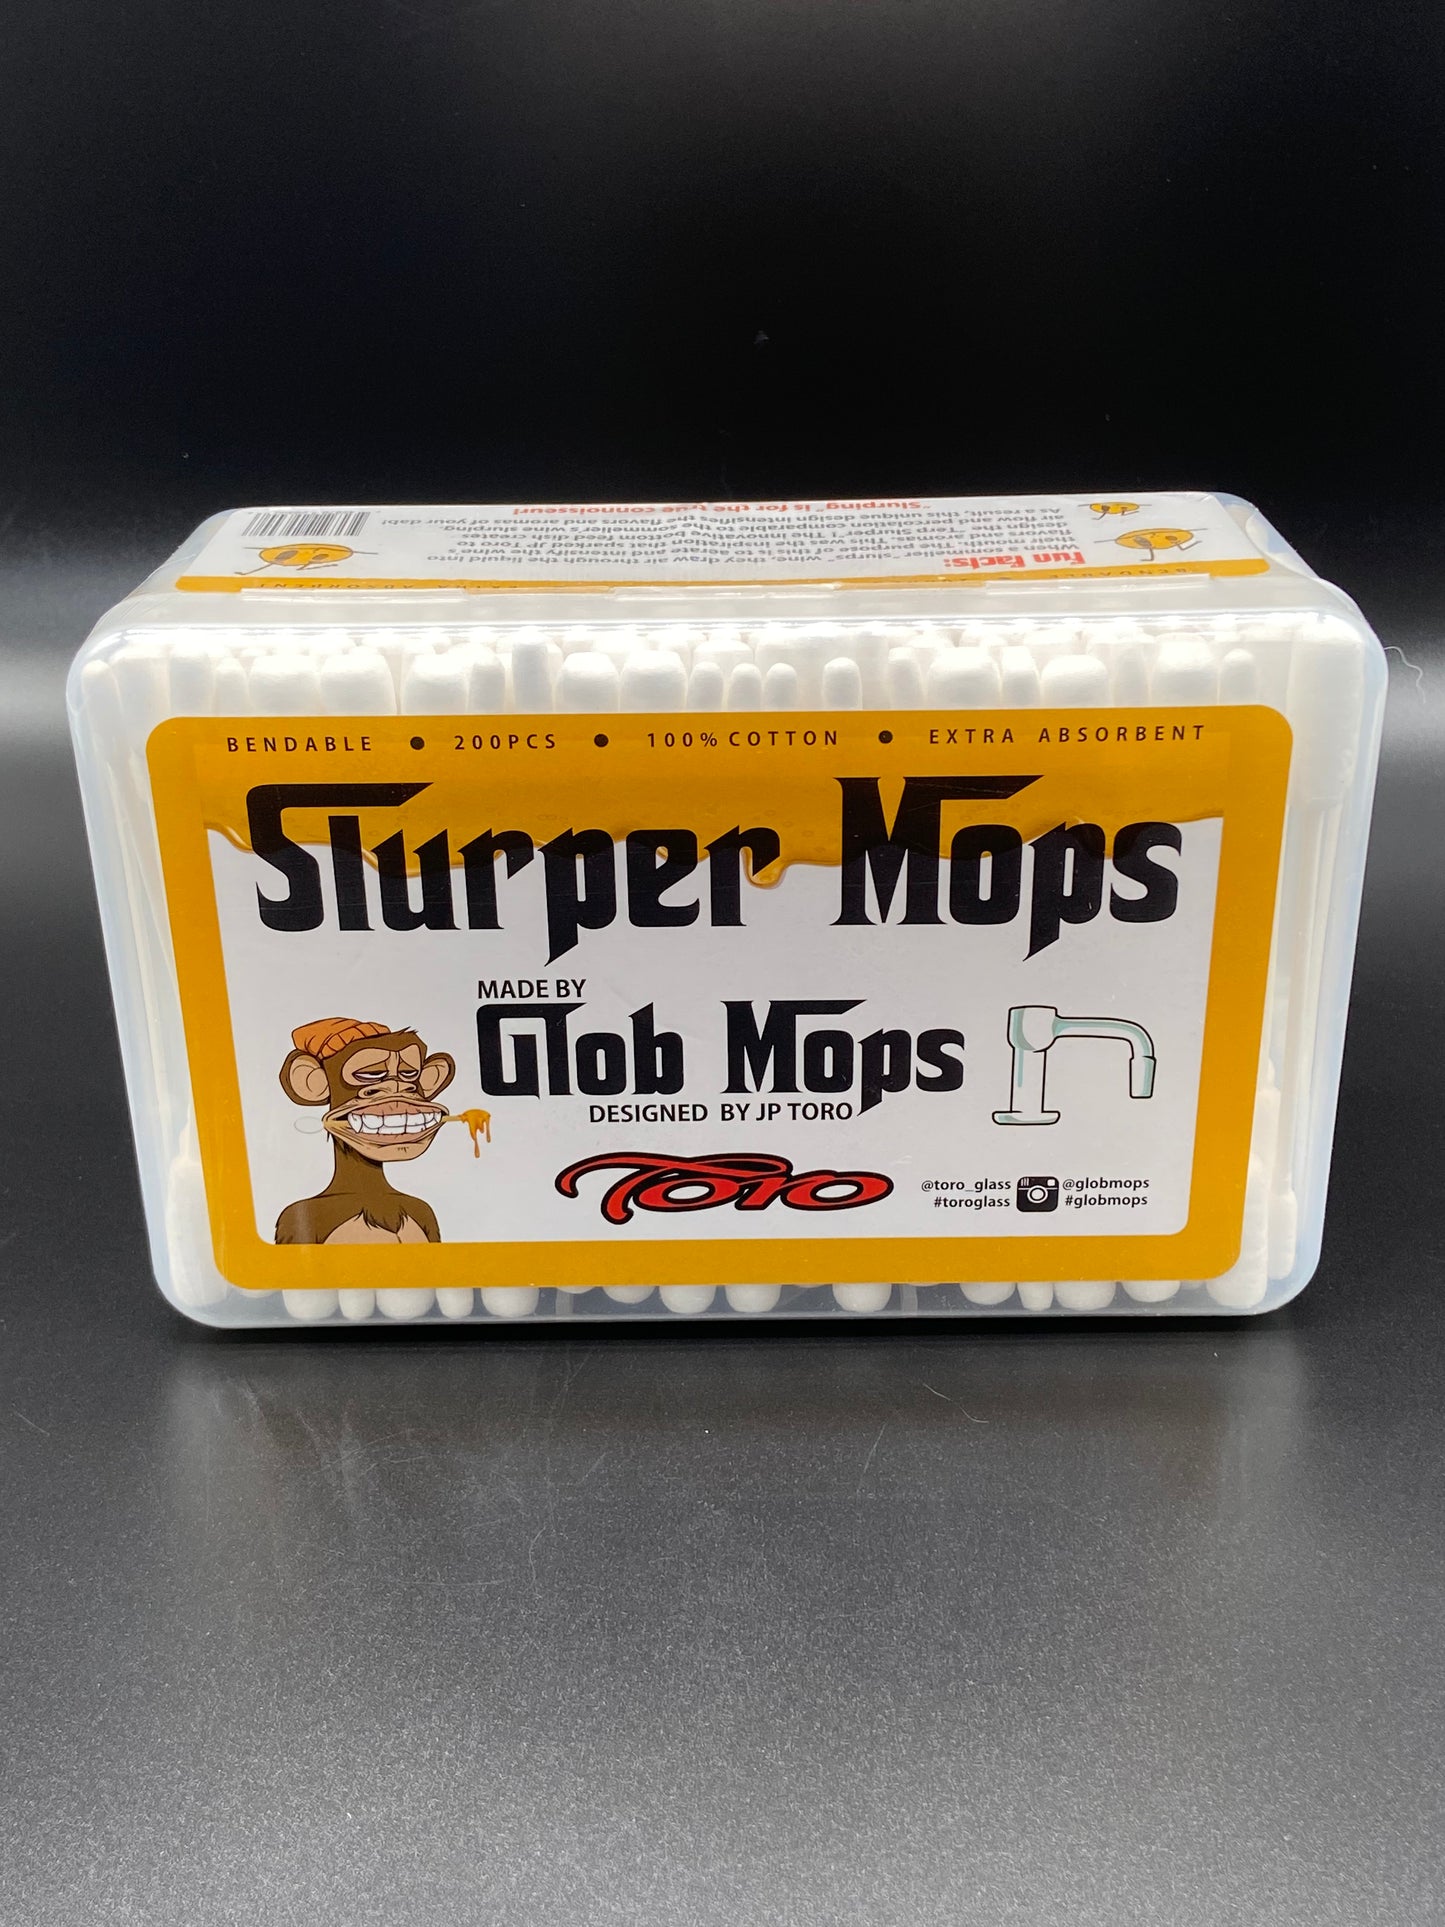 Fun Facts:
When a sommelier "slurps" wine, they draw air through the liquid into
their mouth. The purpose of this is to aerate and intensify the wine's
flavors and aromas. This was the inspiration that sparked JP Toro to
design the "Terp Slurper"! The innovative bottom feed dish creates
air flow and percolation comparable to the sommelier's wine slurping.
As a result, this unique design intensifies the flavors and aromas of your dab!
"Slurping" is for the true connoisseur!
BENDABLE • 200PCS • 100% COTTON • EXTRA ABSORBENT
Slurper Mops
MADE BY
Glob Mops
DESIGNED BY JP TORO
Toro
@toro_glass @globmops
#toroglass #globmops